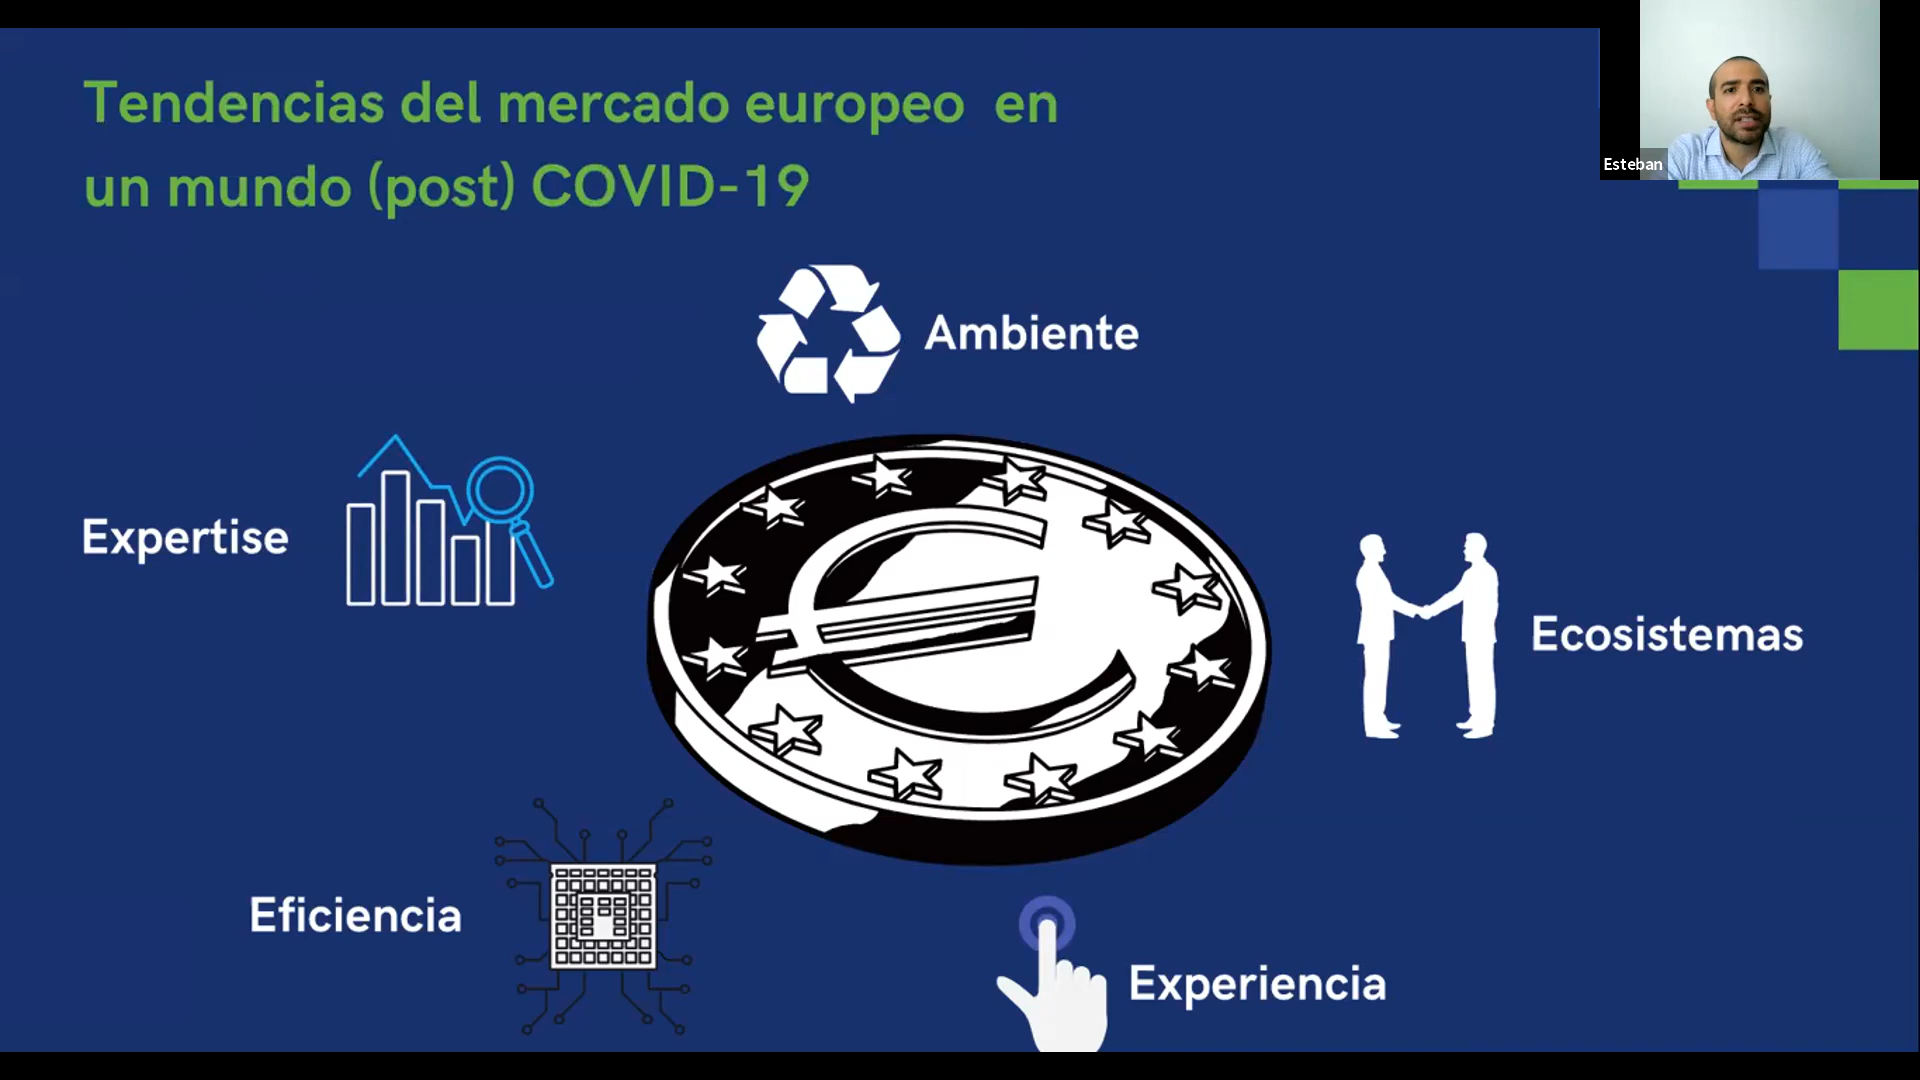 Tendencias del mercado europeo en
un mundo (post) COVID-19
Esteban
Ambiente
Expertise
Ecosistemas
Eficiencia
Experiencia